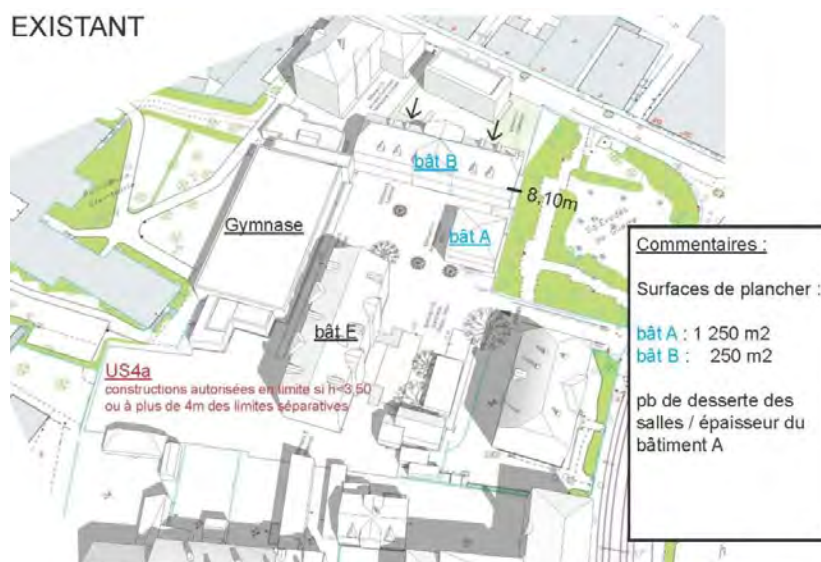 EXISTANT
bât B
8,10m
Gymnase
bât A
bât E
US4a
constructions autorisées en limite si h<3,50
ou à plus de 4m des limites séparatives
Commentaires :
Surfaces de plancher :
bât A : 1 250 m2
bât B : 250 m2
pb de desserte des
salles / épaisseur du
bâtiment A